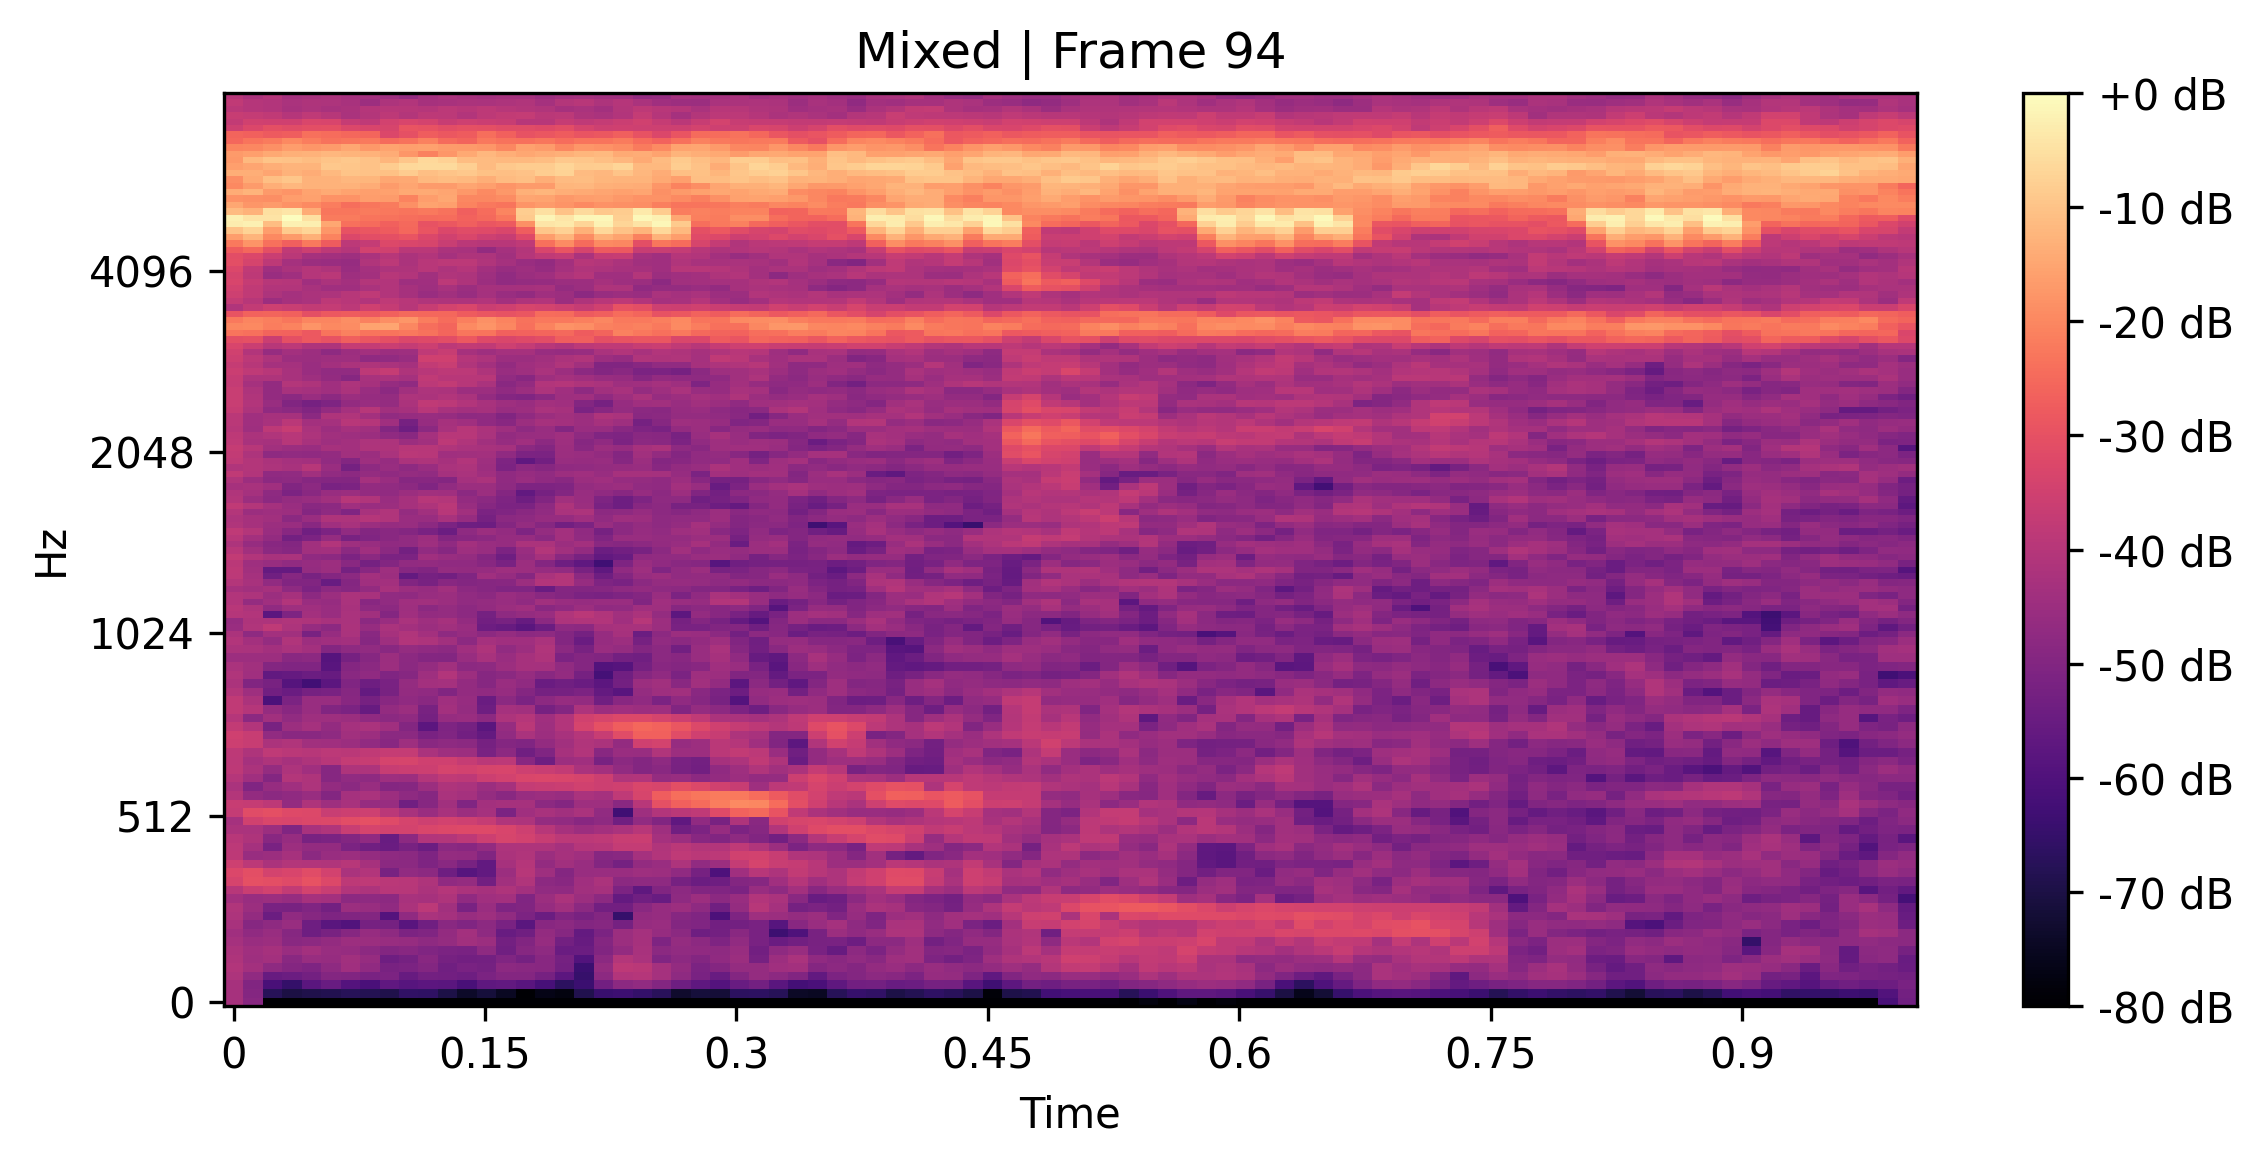 Mixed | Frame 94
Hz
4096
2048
1024
512
0
0 0.15 0.3 0.45 0.6 0.75 0.9
Time
+0 dB
-10 dB
-20 dB
-30 dB
-40 dB
-50 dB
-60 dB
-70 dB
-80 dB